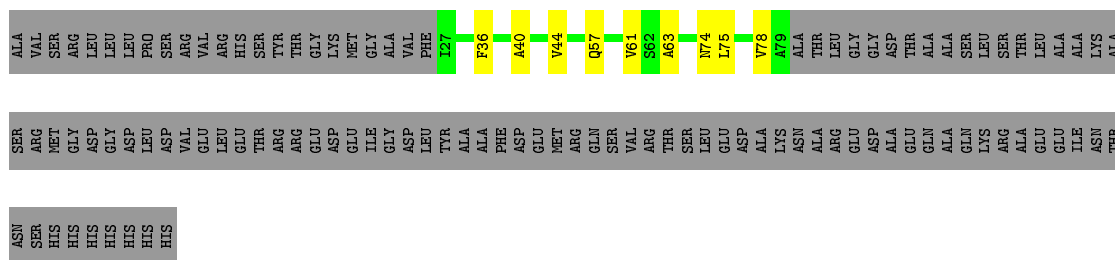 ALA VAL SER ARG LEU LEU LEU PRO SER ARG VAL ARG HIS SER TYR THR GLY LYS MET GLY ALA VAL PHE I27 F36 A40 V44 Q57 V61 S62 A63 N74 L75 V78 A79 ALA THR LEU GLY GLY ASP THR ALA ALA SER LEU SER THR LEU ALA ALA LYS ALA
SER ARG MET GLY ASP GLY ASP LEU ASP VAL GLU LEU GLU THR ARG ARG GLU ASP GLU ILE GLY ASP LEU TYR ALA ALA PHE ASP GLU MET ARG GLN SER VAL ARG THR SER LEU GLU ASP ALA LYS ASN ALA ARG GLU ASP ALA GLU GLN ALA GLN LYS ARG ALA GLU GLU ILE ASN THR
ASN SER HIS HIS HIS HIS HIS HIS HIS